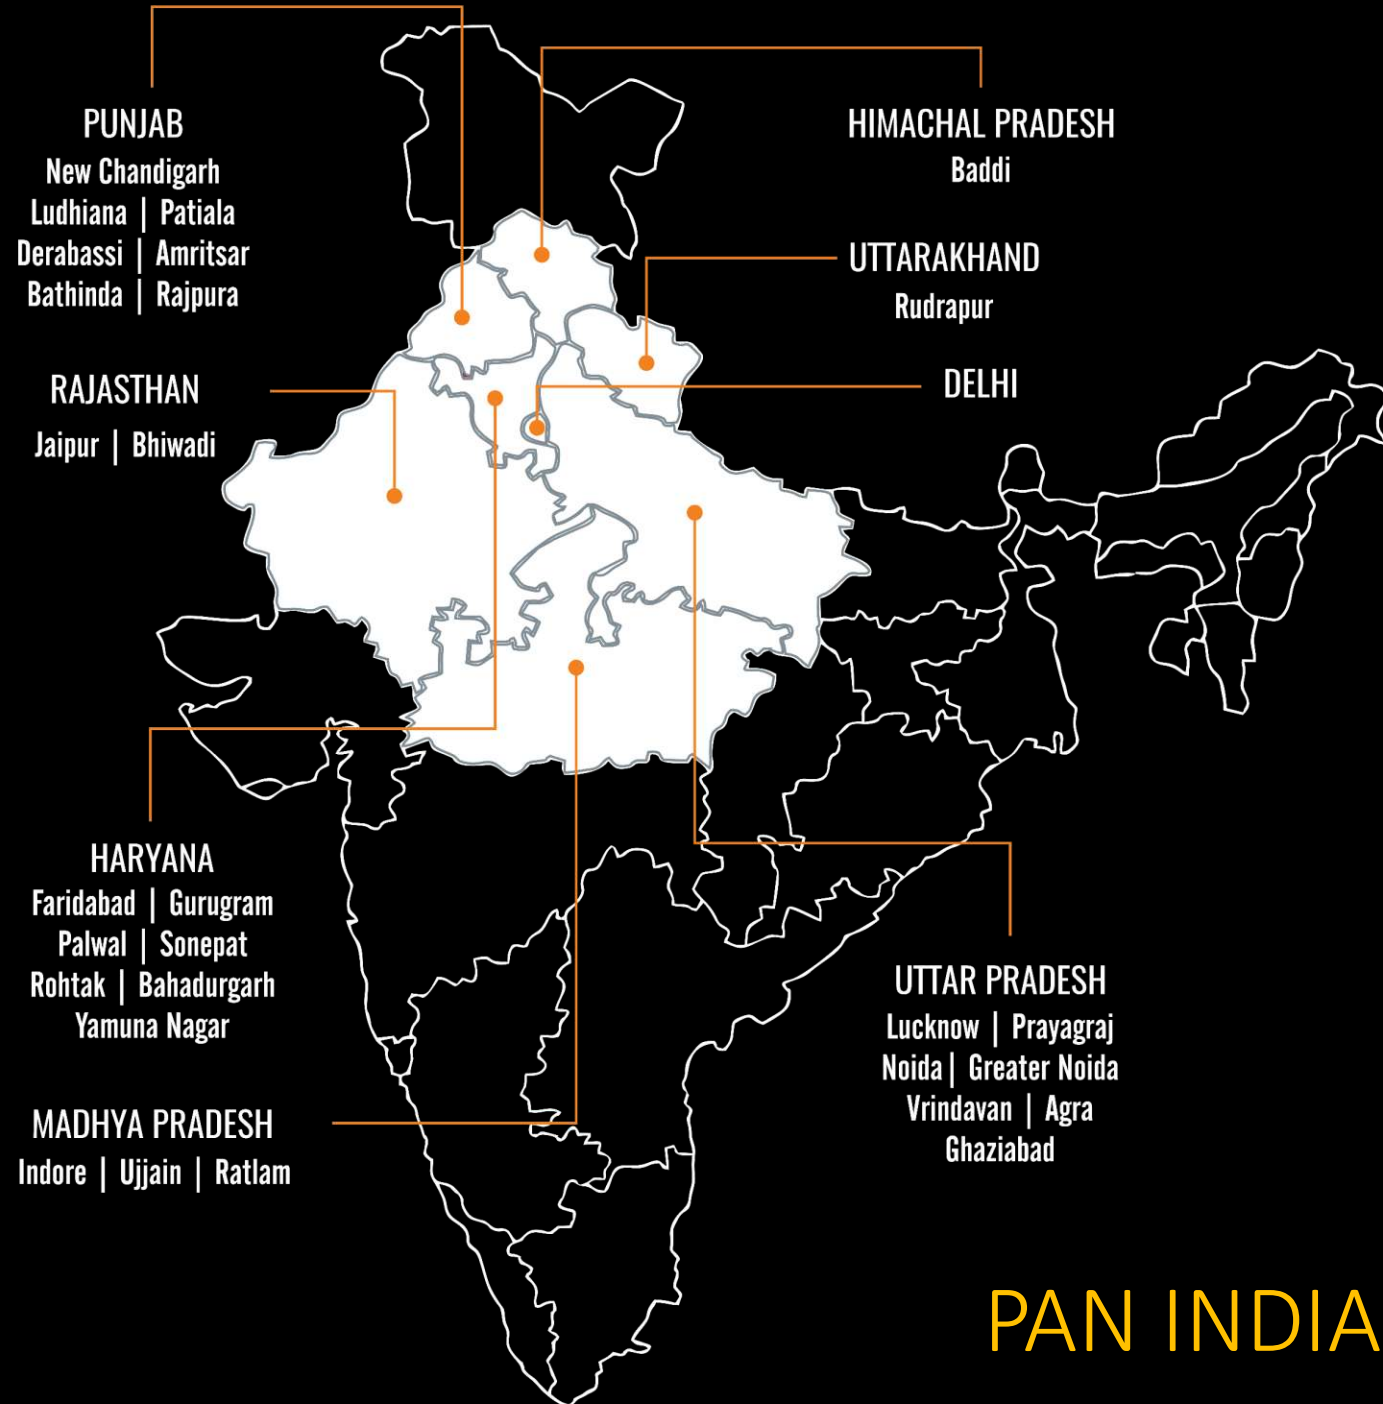 PUNJAB
New Chandigarh
Ludhiana | Patiala
Derabassi | Amritsar
Bathinda | Rajpura
HIMACHAL PRADESH
Baddi
UTTARAKHAND
Rudrapur
RAJASTHAN
Jaipur | Bhiwadi
DELHI
HARYANA
Faridabad | Gurugram
Palwal | Sonepat
Rohtak | Bahadurgarh
Yamuna Nagar
UTTAR PRADESH
Lucknow | Prayagraj
Noida | Greater Noida
Vrindavan | Agra
Ghaziabad
MADHYA PRADESH
Indore | Ujjain | Ratlam
PAN INDIA